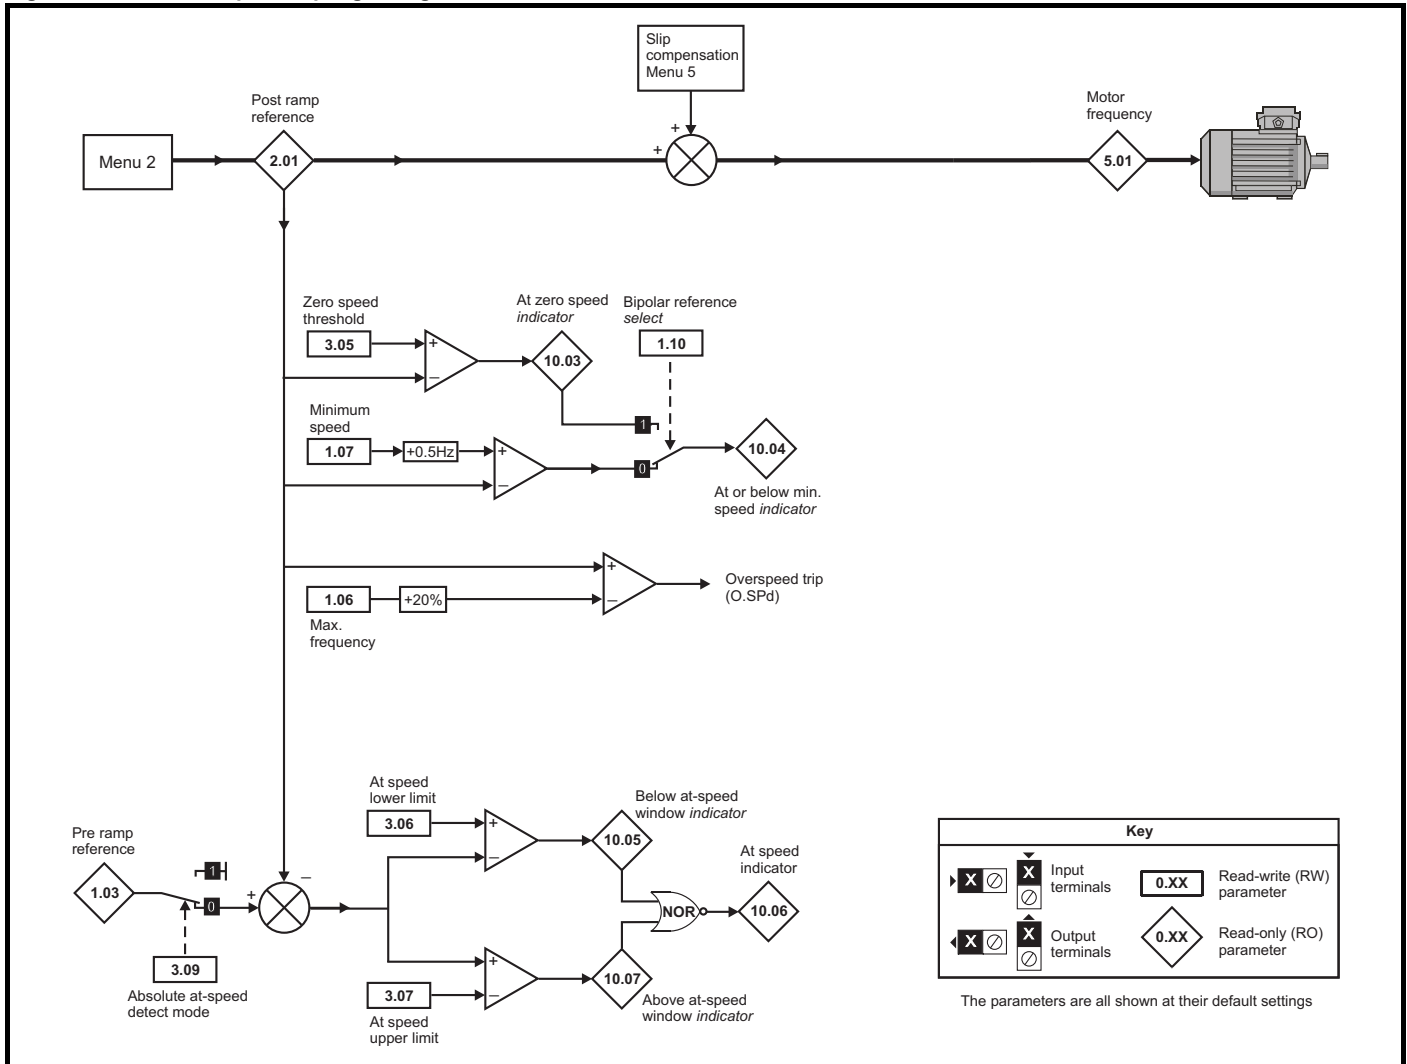 Slip
compensation
Menu 5
Post ramp
reference
Motor
frequency
Menu 2
2.01
+
+
5.01
Zero speed
threshold
At zero speed
indicator
Bipolar reference
select
3.05
+
–
10.03
1.10
Minimum
speed
1
1.07
+0.5Hz
+
–
0
10.04
At or below min.
speed indicator
+
–
Overspeed trip
(O.SPd)
1.06
+20%
Max.
frequency
At speed
lower limit
Below at-speed
window indicator
3.06
+
–
10.05
Pre ramp
reference
At speed
indicator
1.03
1
0
+
–
NOR
10.06
3.09
Absolute at-speed
detect mode
+
–
10.07
3.07
At speed
upper limit
Above at-speed
window indicator
Key
X
X
Input
terminals
0.XX
Read-write (RW)
parameter
X
X
Output
terminals
0.XX
Read-only (RO)
parameter
The parameters are all shown at their default settings